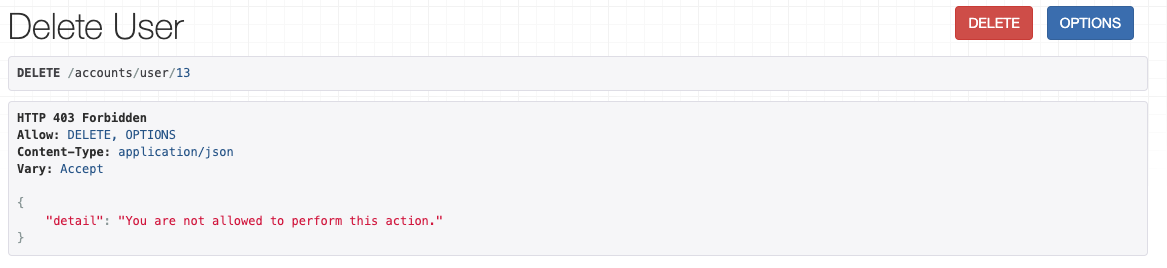 Delete User
DELETE
OPTIONS
DELETE /accounts/user/13
HTTP 403 Forbidden
Allow: DELETE, OPTIONS
Content-Type: application/json
Vary: Accept
{
    "detail": "You are not allowed to perform this action."
}